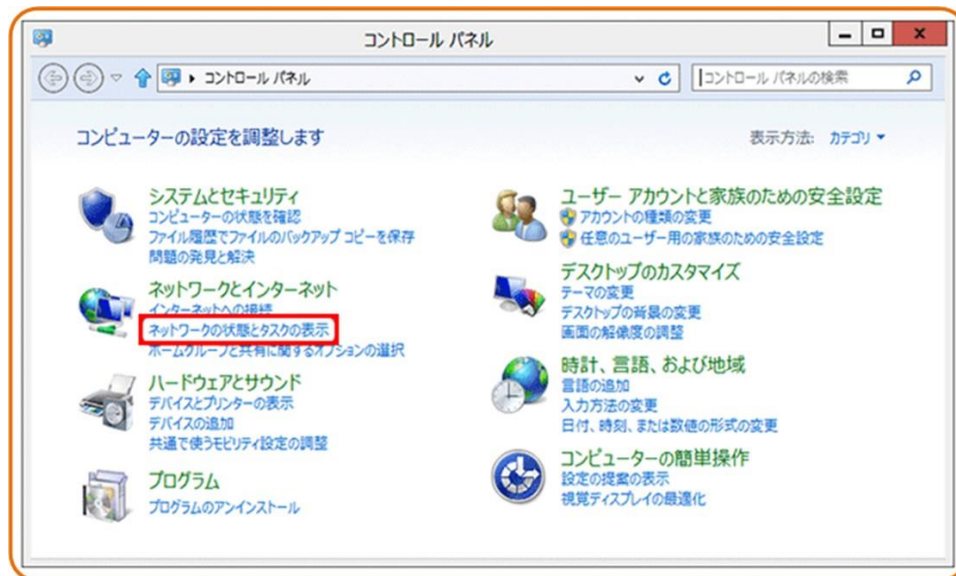 コントロール パネル
コントロール パネル
コントロール パネルの検索
コンピューターの設定を調整します
表示方法: カテゴリ
システムとセキュリティ
コンピューターの状態を確認
ファイル履歴でファイルのバックアップ コピーを保存
問題の発見と解決
ネットワークとインターネット
インターネットへの接続
ネットワークの状態とタスクの表示
ホームグループと共有に関するオプションの選択
ハードウェアとサウンド
デバイスとプリンターの表示
デバイスの追加
共通で使うモビリティ設定の調整
プログラム
プログラムのアンインストール
ユーザー アカウントと家族のための安全設定
アカウントの種類の変更
任意のユーザー用の家族のための安全設定
デスクトップのカスタマイズ
テーマの変更
デスクトップの背景の変更
画面の解像度の調整
時計、言語、および地域
言語の追加
入力方法の変更
日付、時刻、または数値の形式の変更
コンピューターの簡単操作
設定の提案の表示
視覚ディスプレイの最適化